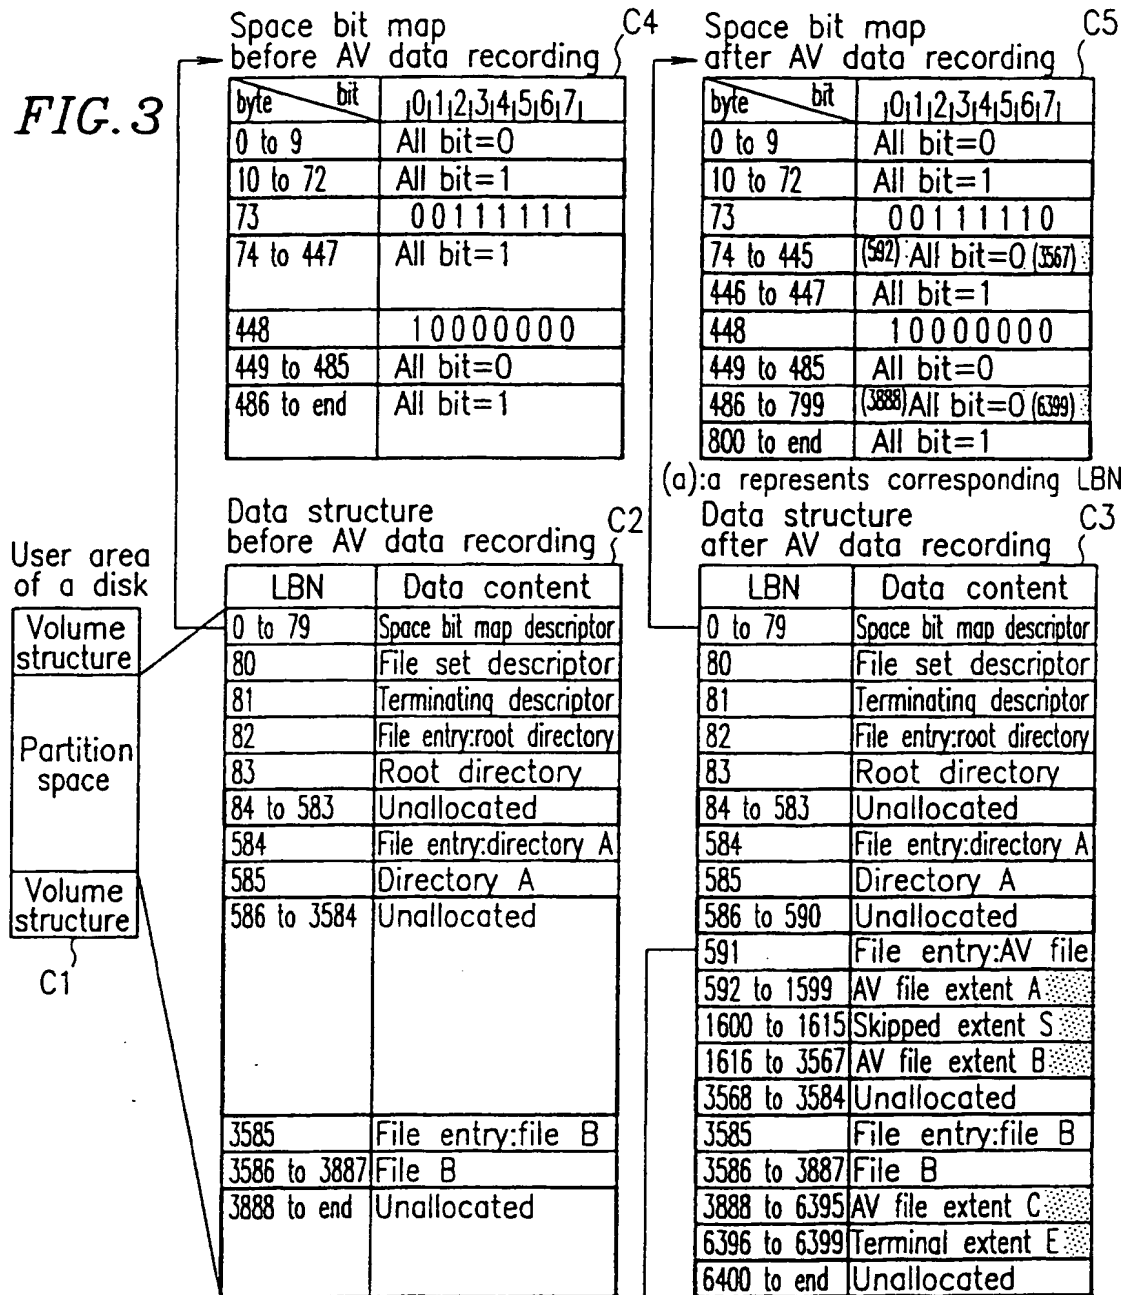 FIG. 3
Space bit map
before AV data recording
C4
byte bit 0 1 2 3 4 5 6 7
0 to 9 All bit=0
10 to 72 All bit=1
73 0 0 1 1 1 1 1 1
74 to 447 All bit=1
448 1 0 0 0 0 0 0 0
449 to 485 All bit=0
486 to end All bit=1
Space bit map
after AV data recording
C5
byte bit 0 1 2 3 4 5 6 7
0 to 9 All bit=0
10 to 72 All bit=1
73 0 0 1 1 1 1 1 0
74 to 445 (592) All bit=0 (3567)
446 to 447 All bit=1
448 1 0 0 0 0 0 0 0
449 to 485 All bit=0
486 to 799 (3888) All bit=0 (6399)
800 to end All bit=1
(a):a represents corresponding LBN
User area
of a disk
Volume
structure
Partition
space
Volume
structure
C1
Data structure
before AV data recording
C2
LBN Data content
0 to 79 Space bit map descriptor
80 File set descriptor
81 Terminating descriptor
82 File entry:root directory
83 Root directory
84 to 583 Unallocated
584 File entry:directory A
585 Directory A
586 to 3584 Unallocated
3585 File entry:file B
3586 to 3887 File B
3888 to end Unallocated
Data structure
after AV data recording
C3
LBN Data content
0 to 79 Space bit map descriptor
80 File set descriptor
81 Terminating descriptor
82 File entry:root directory
83 Root directory
84 to 583 Unallocated
584 File entry:directory A
585 Directory A
586 to 590 Unallocated
591 File entry:AV file
592 to 1599 AV file extent A
1600 to 1615 Skipped extent S
1616 to 3567 AV file extent B
3568 to 3584 Unallocated
3585 File entry:file B
3586 to 3887 File B
3888 to 6395 AV file extent C
6396 to 6399 Terminal extent E
6400 to end Unallocated